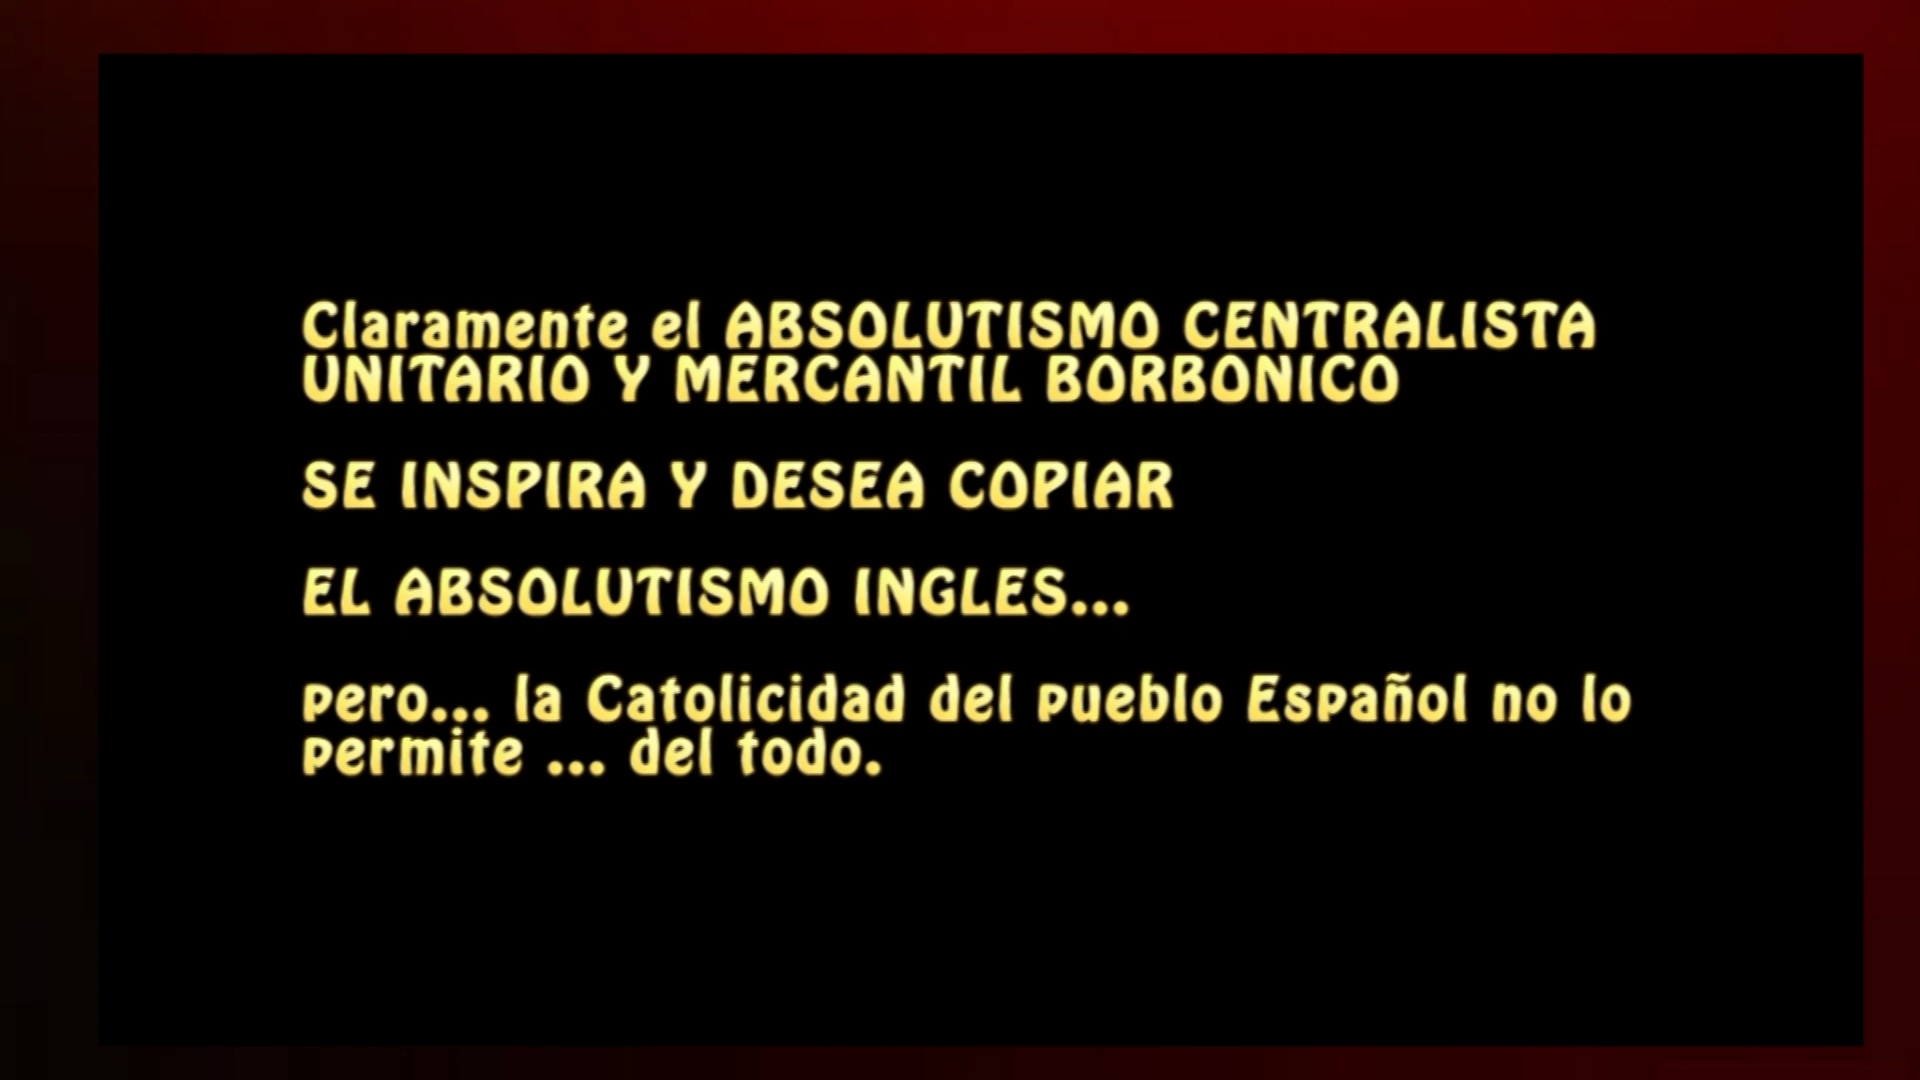 Claramente el ABSOLUTISMO CENTRALISTA
UNITARIO Y MERCANTIL BORBONICO
SE INSPIRA Y DESEA COPIAR
EL ABSOLUTISMO INGLES...
pero... la Catolicidad del pueblo Español no lo
permite ... del todo.